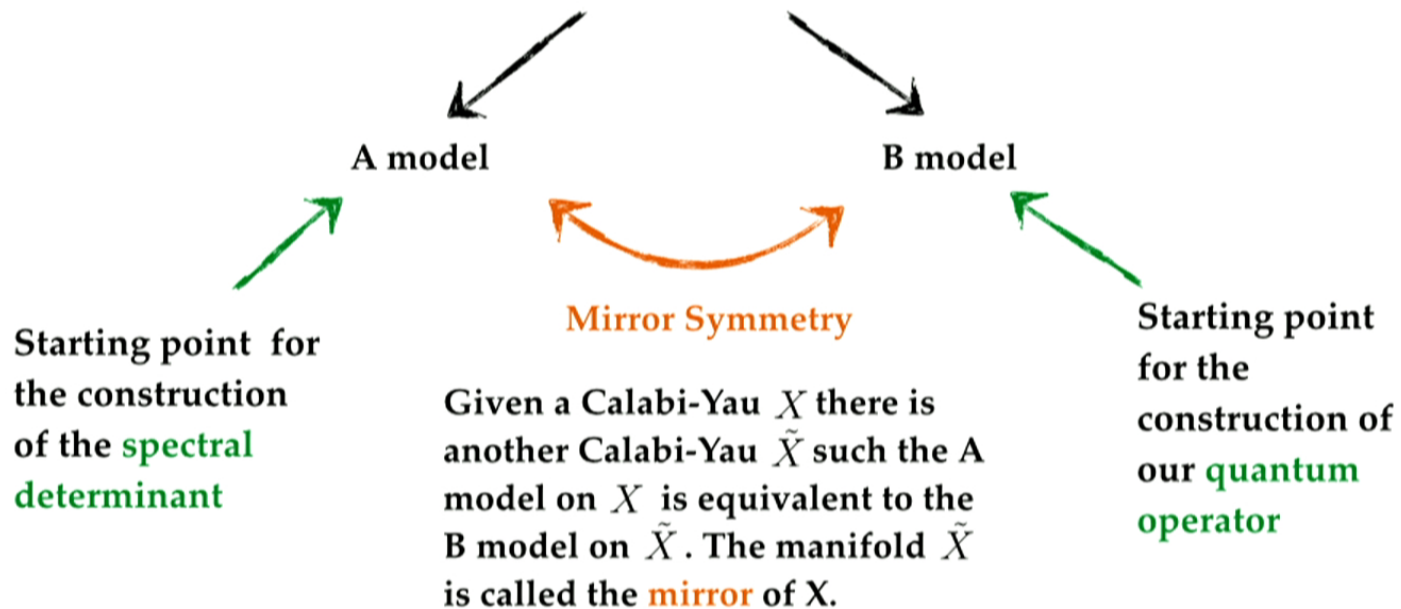 A model
B model
Mirror Symmetry
Starting point for
the construction
of the spectral
determinant
Given a Calabi-Yau X there is
another Calabi-Yau X̃ such the A
model on X is equivalent to the
B model on X̃. The manifold X̃
is called the mirror of X.
Starting point
for the
construction of
our quantum
operator